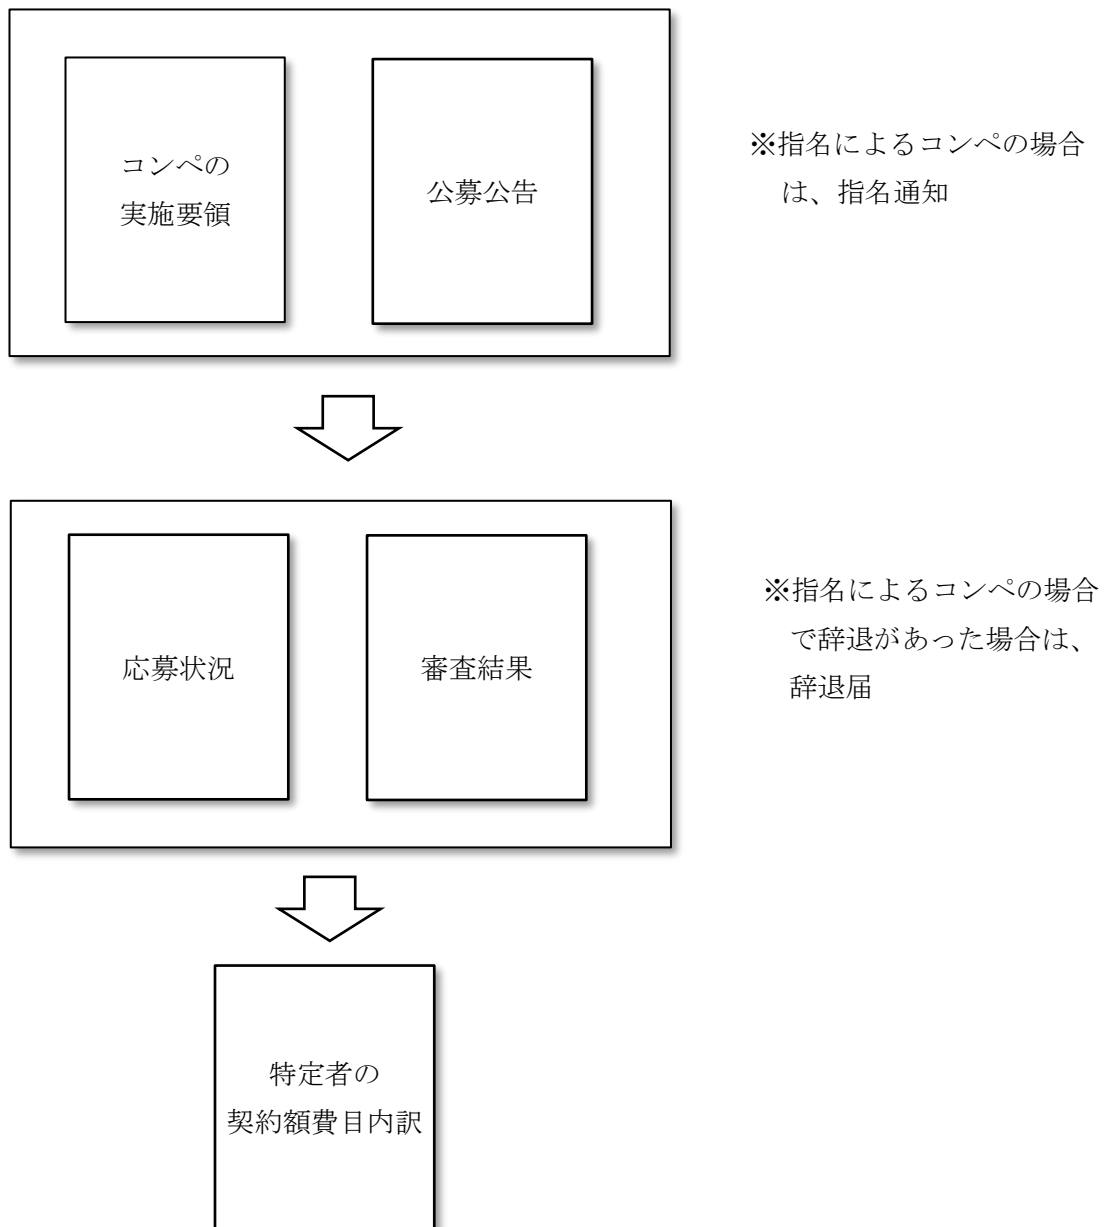 コンペの
実施要領
公募公告
※指名によるコンペの場合
は、指名通知
応募状況
審査結果
※指名によるコンペの場合
で辞退があった場合は、
辞退届
特定者の
契約額費目内訳